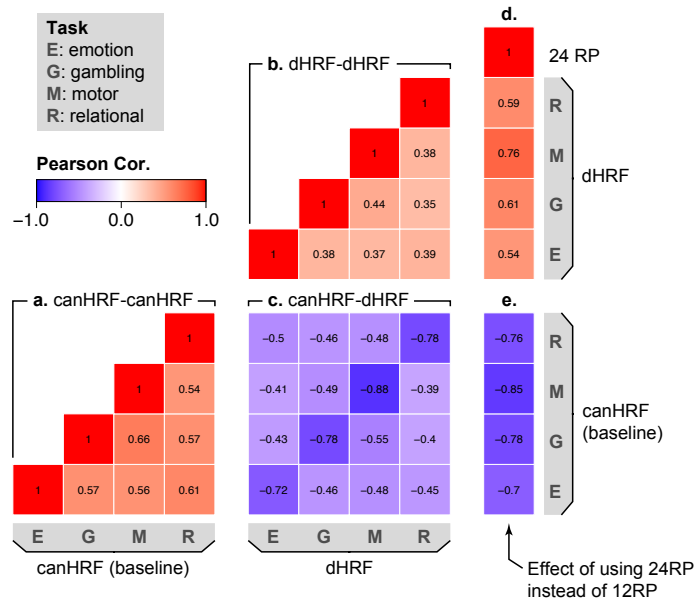 Task
E: emotion
G: gambling
M: motor
R: relational
Pearson Cor.
−1.0 0.0 1.0
b. dHRF-dHRF
1
1 0.38
1 0.44 0.35
1 0.38 0.37 0.39
d.
1 24 RP
0.59 R
0.76 M
0.61 G
0.54 E
dHRF
a. canHRF-canHRF
1
1 0.54
1 0.66 0.57
1 0.57 0.56 0.61
E G M R
canHRF (baseline)
c. canHRF-dHRF
−0.5 −0.46 −0.48 −0.78
−0.41 −0.49 −0.88 −0.39
−0.43 −0.78 −0.55 −0.4
−0.72 −0.46 −0.48 −0.45
E G M R
dHRF
e.
−0.76 R
−0.85 M
−0.78 G
−0.7 E
canHRF
(baseline)
Effect of using 24RP
instead of 12RP